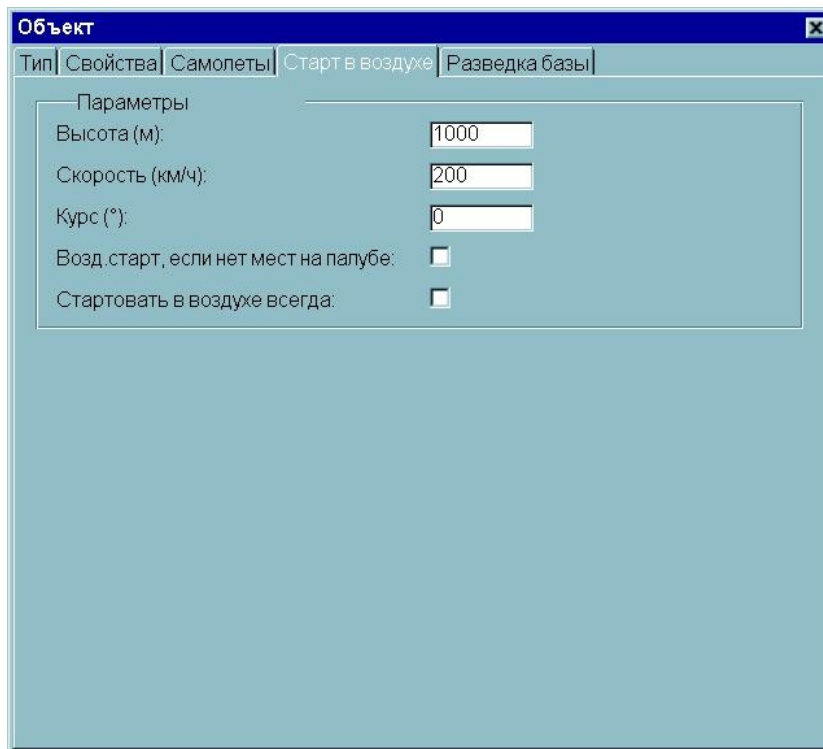 Объект
Тип Свойства Самолеты Старт в воздухе Разведка базы
Параметры
Высота (м): 1000
Скорость (км/ч): 200
Курс (°): 0
Возд.старт, если нет мест на палубе:
Стартовать в воздухе всегда: